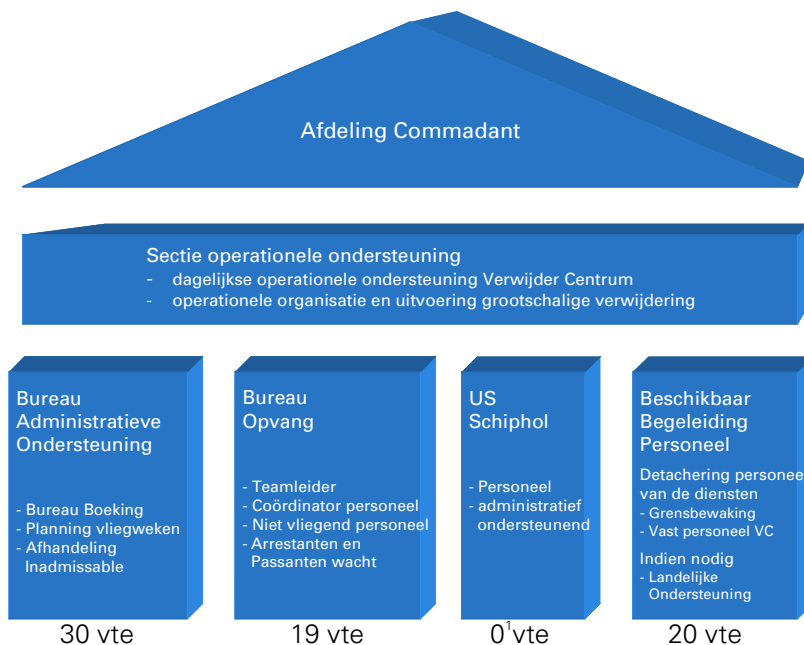 Afdeling Commadant
Sectie operationele ondersteuning
- dagelijkse operationele ondersteuning Verwijder Centrum
- operationele organisatie en uitvoering grootschalige verwijdering
Bureau
Administratieve
Ondersteuning
- Bureau Boeking
- Planning vliegweken
- Afhandeling
Inadmissable
30 vte
Bureau
Opvang
- Teamleider
- Coördinator personeel
- Niet vliegend personeel
- Arrestanten en
Passanten wacht
19 vte
US
Schiphol
- Personeel
- administratief
ondersteunend
0¹vte
Beschikbaar
Begeleiding
Personeel
Detachering personeel
van de diensten
- Grensbewaking
- Vast personeel VC
Indien nodig
- Landelijke
Ondersteuning
20 vte